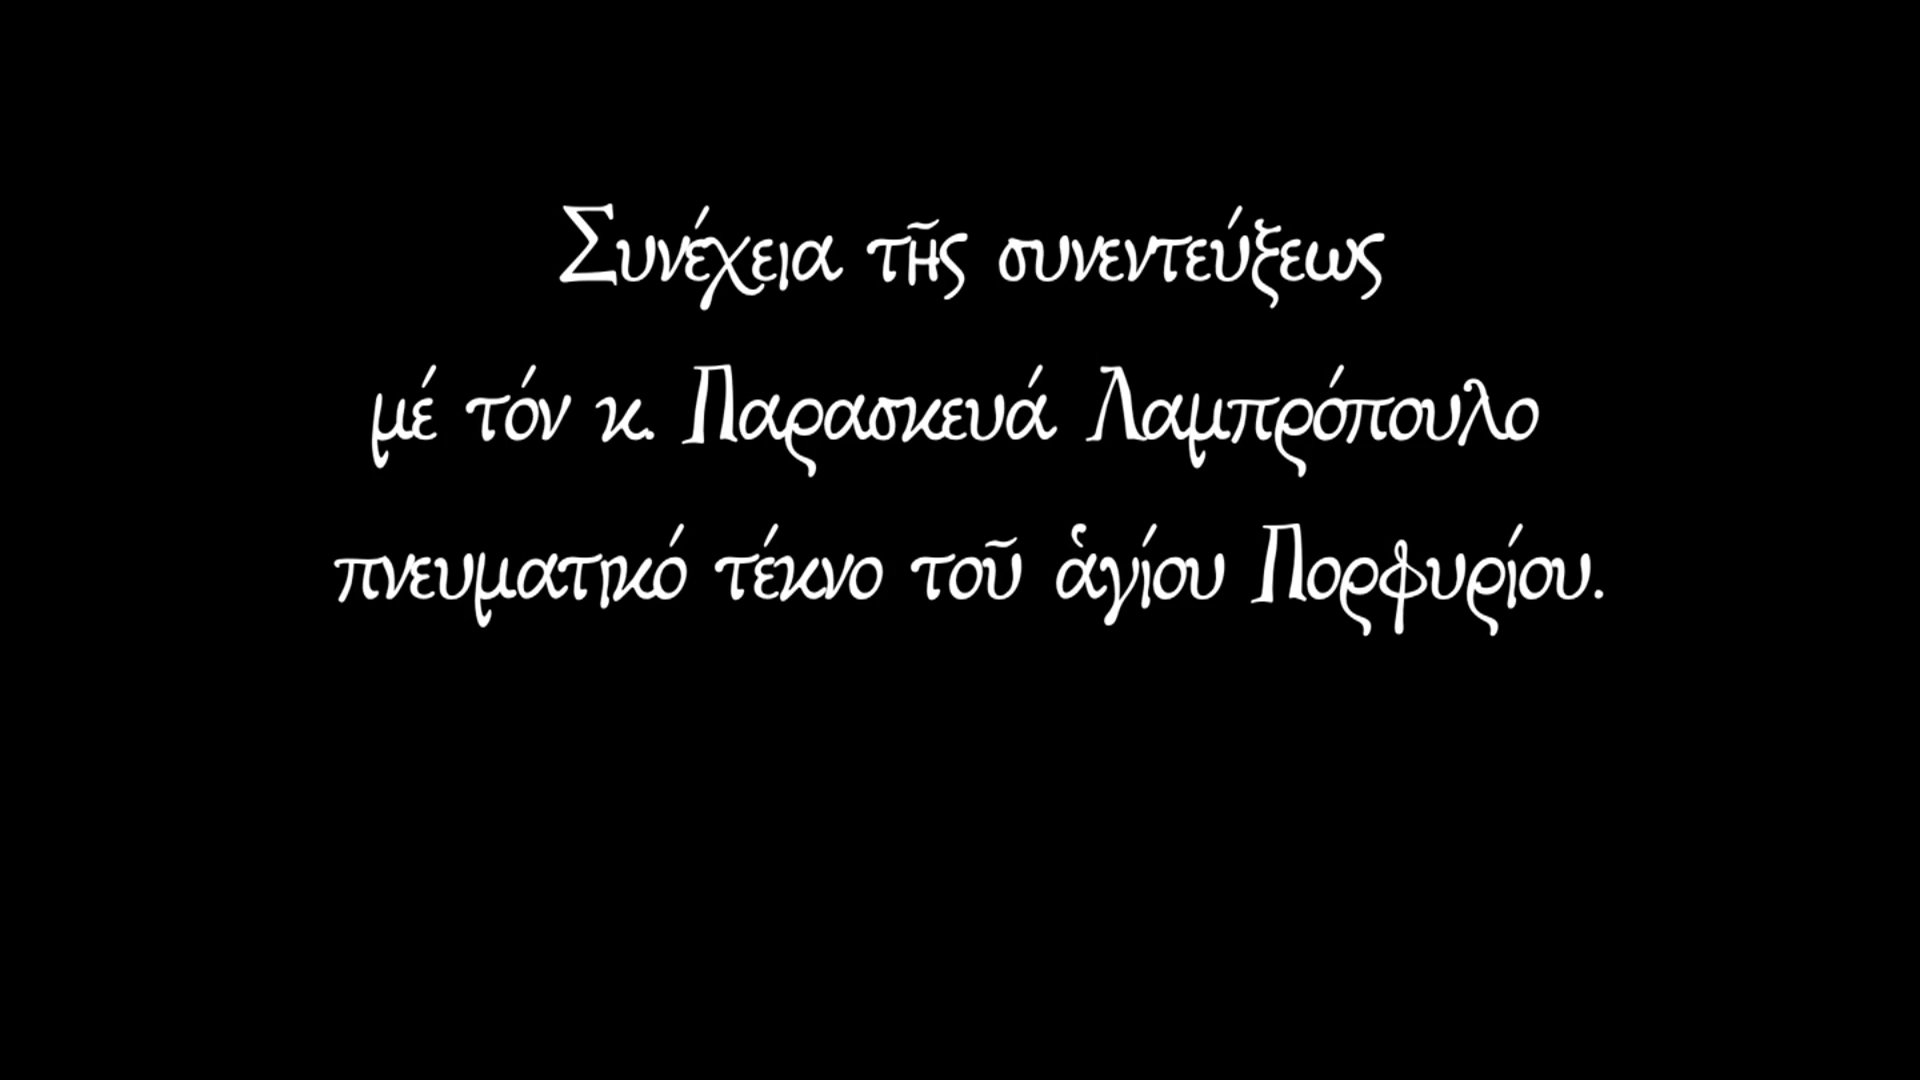 Συνέχεια τῆς συνεντεύξεως
μέ τόν κ. Παρασκευά Λαμπρόπουλο
πνευματικό τέκνο τοῦ ἁγίου Πορφυρίου.